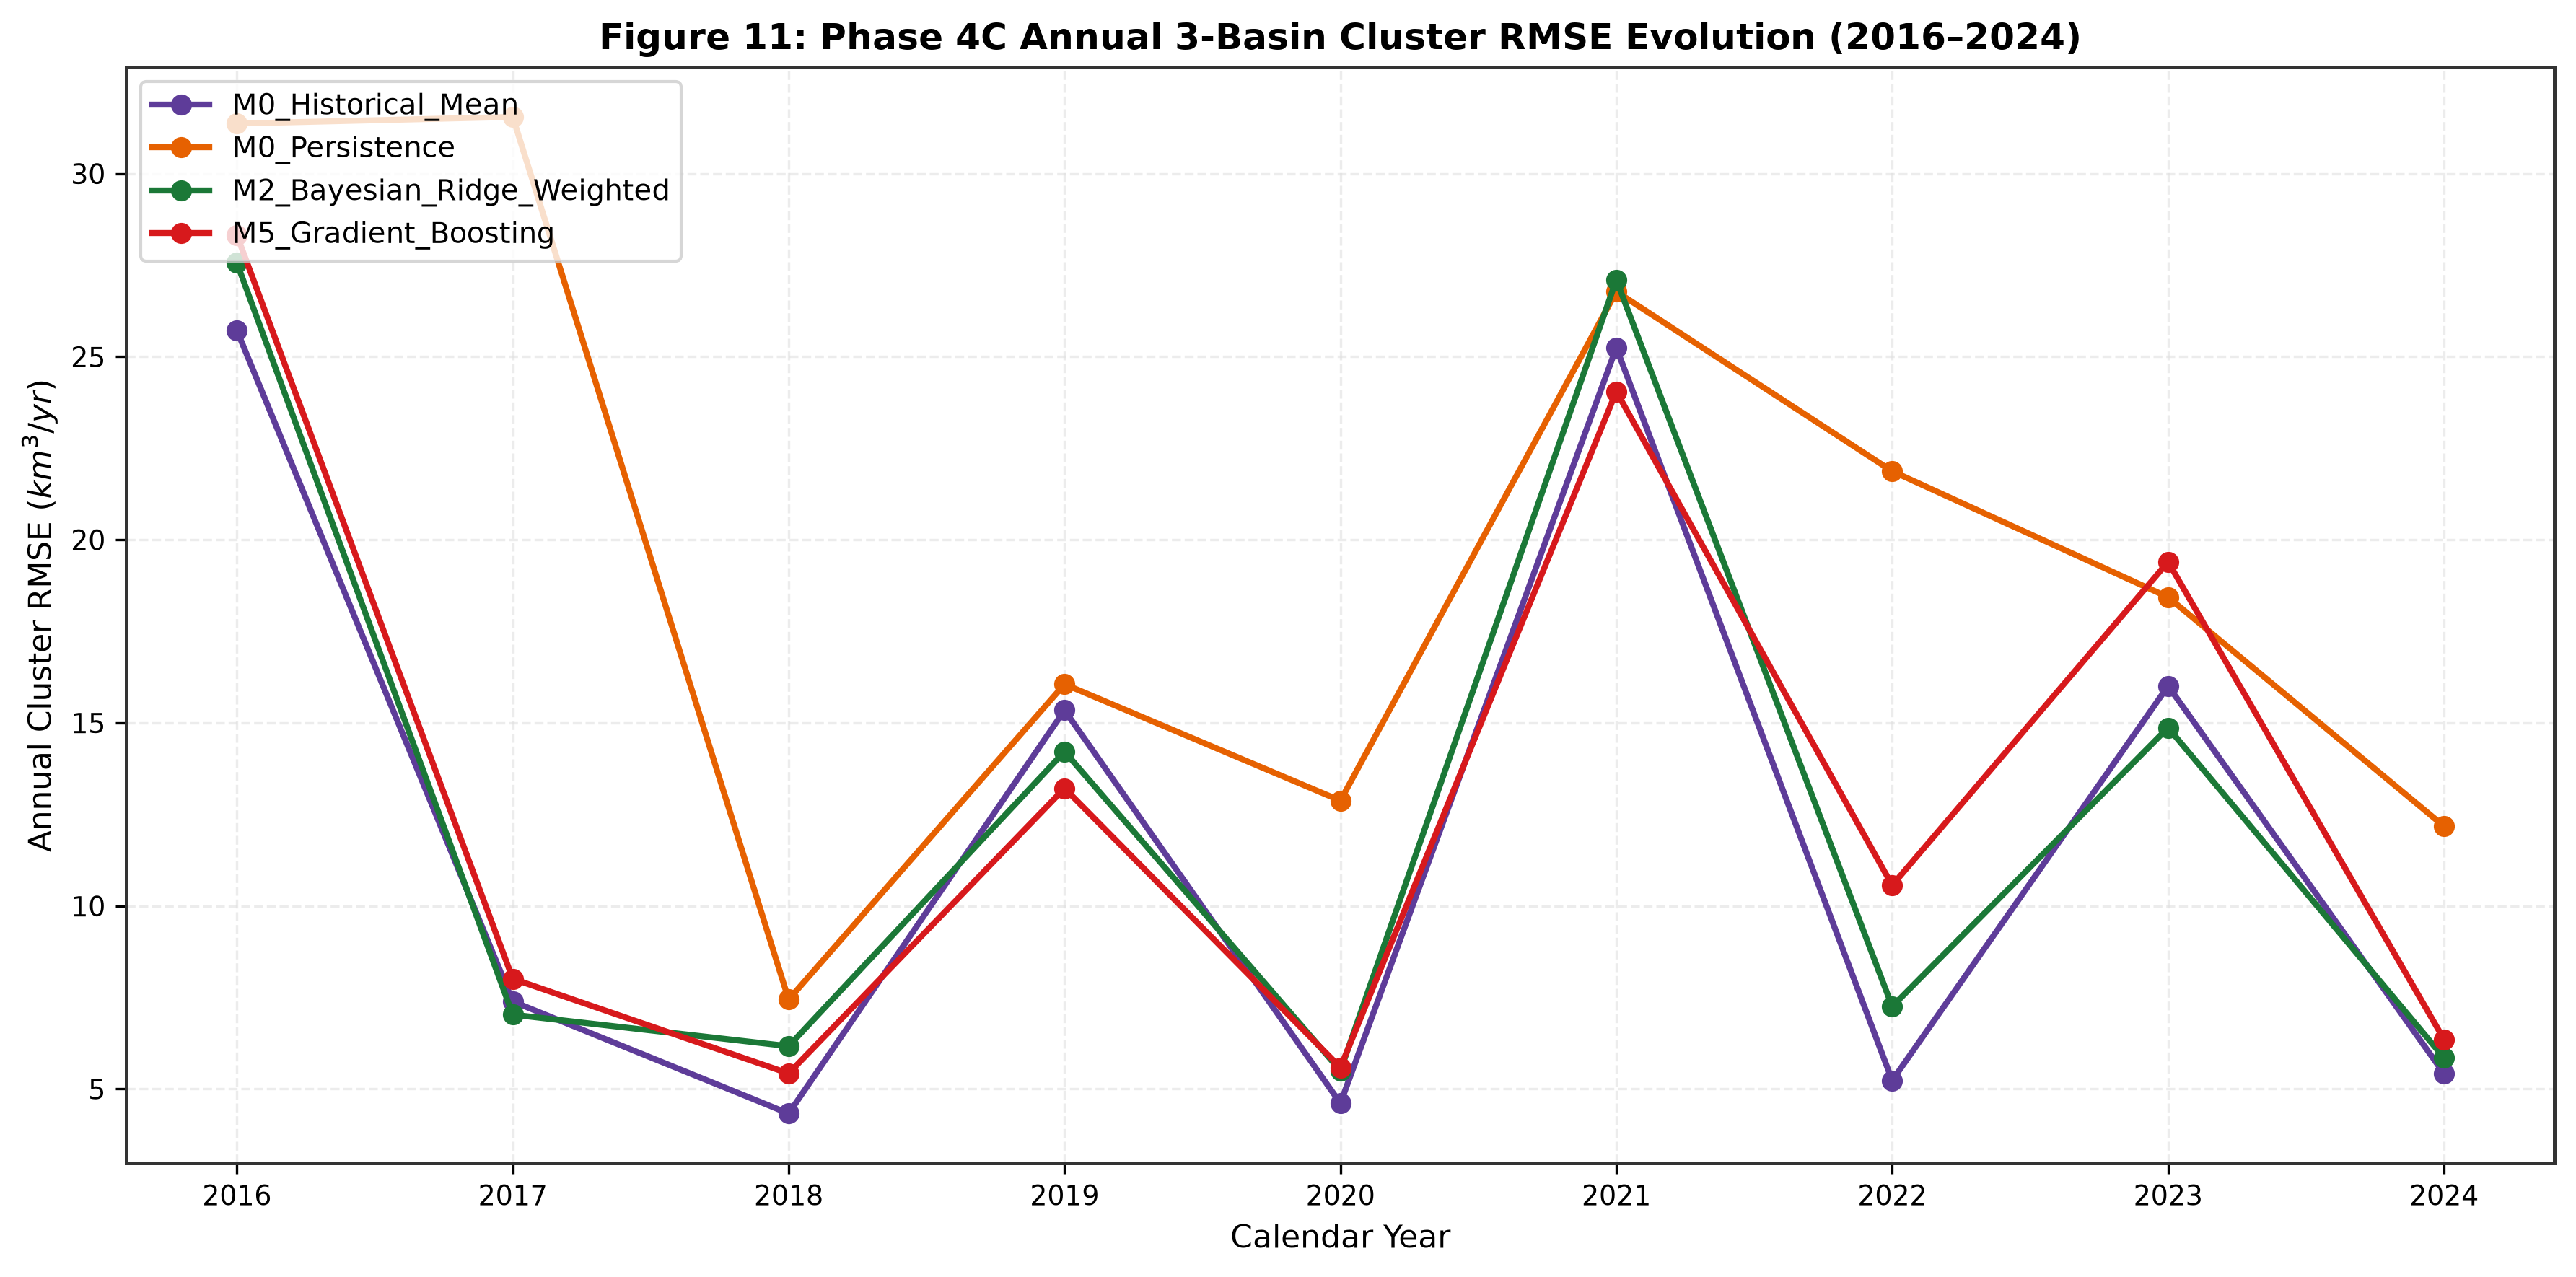 Figure 11: Phase 4C Annual 3-Basin Cluster RMSE Evolution (2016–2024)
M0_Historical_Mean
M0_Persistence
M2_Bayesian_Ridge_Weighted
M5_Gradient_Boosting
Annual Cluster RMSE (km³/yr)
30
25
20
15
10
5
2016 2017 2018 2019 2020 2021 2022 2023 2024
Calendar Year